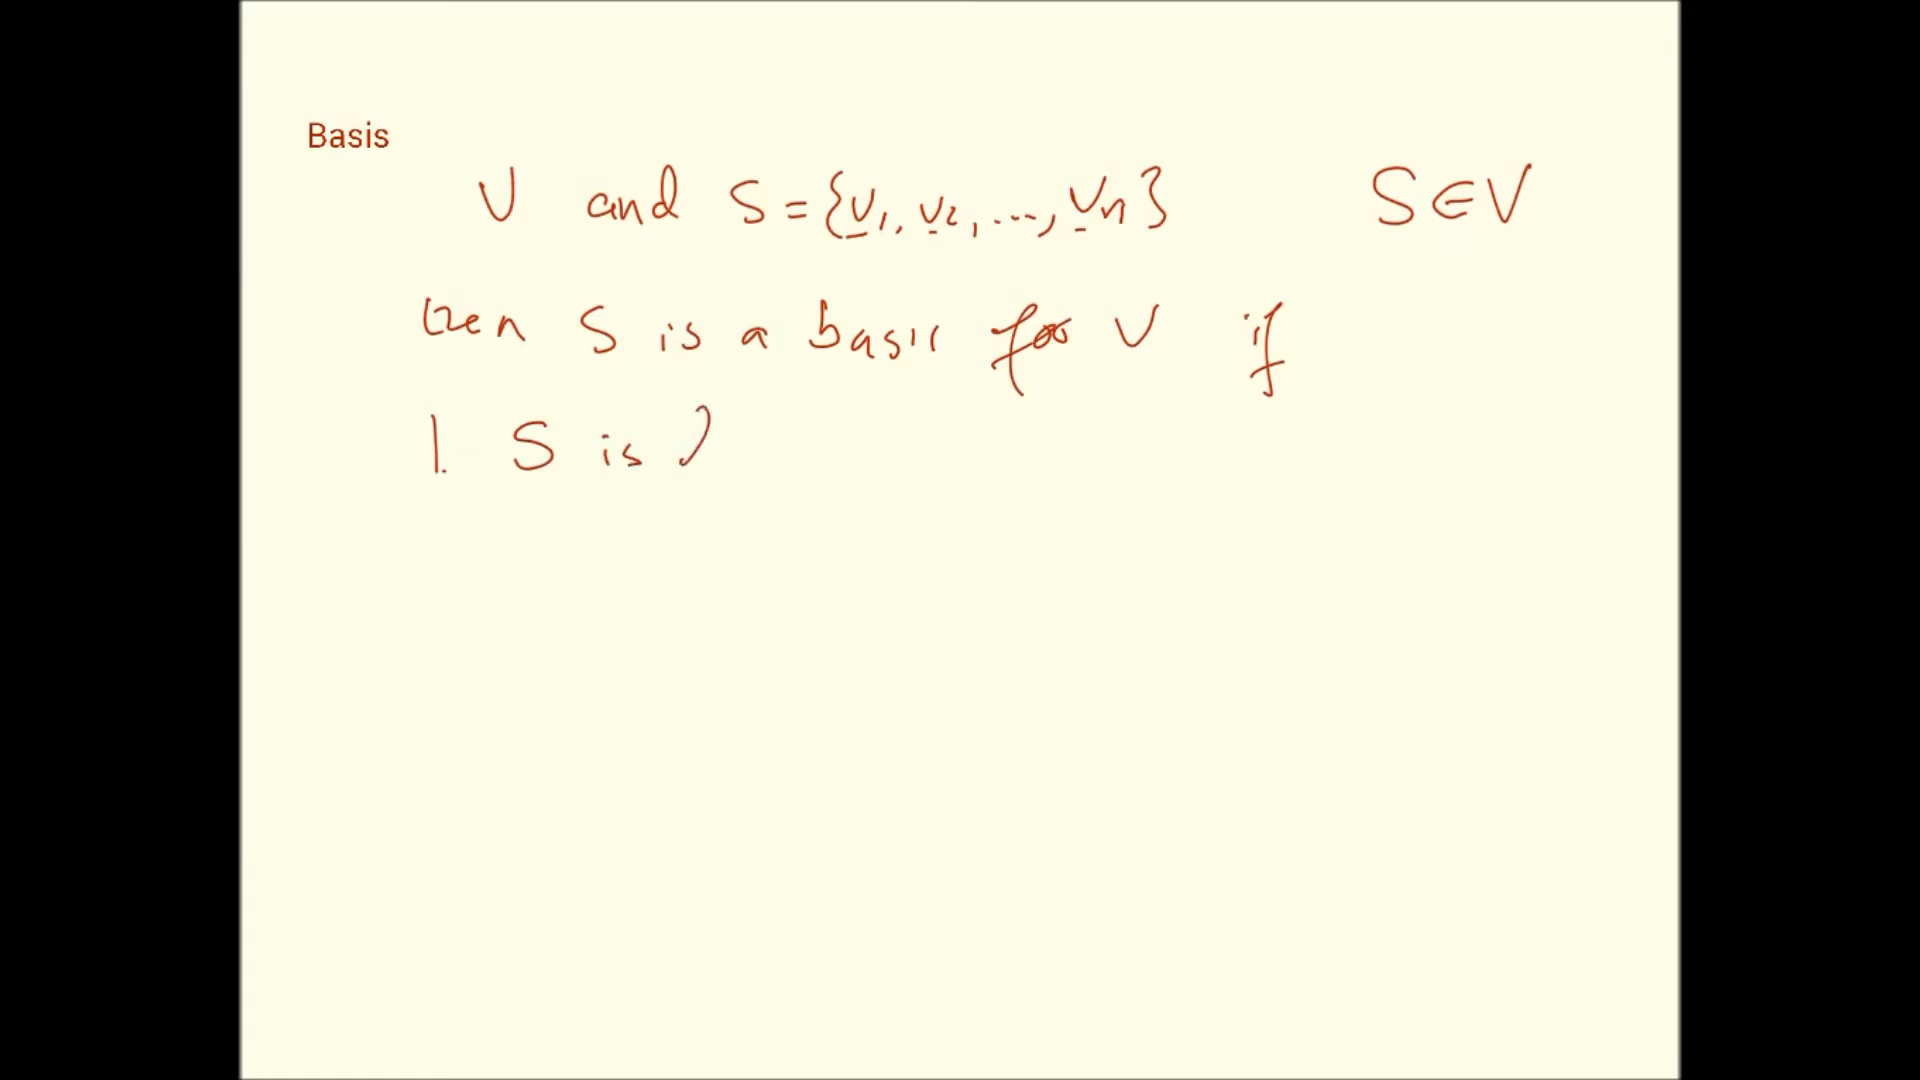 Basis
V and S = {v1, v2, ..., vn} S ∈ V
then S is a basis for V if
1. S is